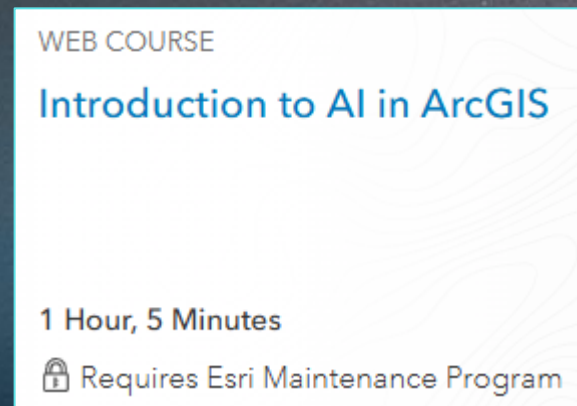 WEB COURSE
Introduction to AI in ArcGIS
1 Hour, 5 Minutes
Requires Esri Maintenance Program